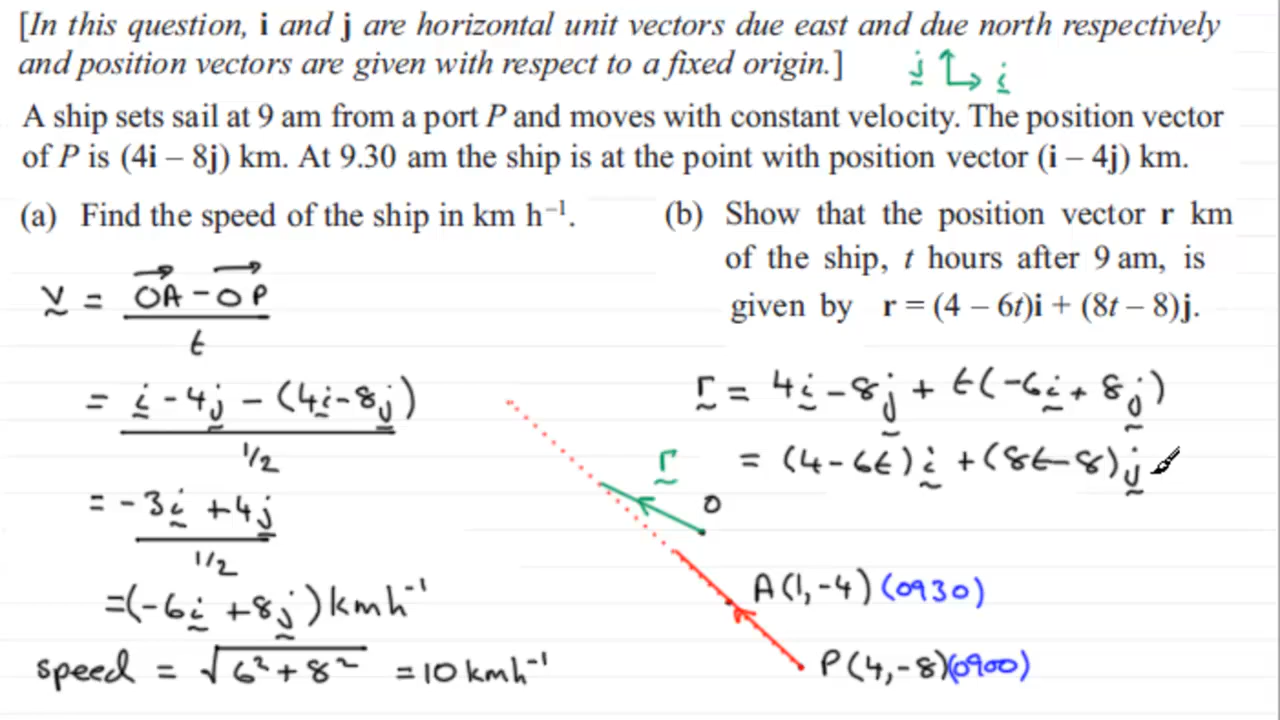 [In this question, i and j are horizontal unit vectors due east and due north respectively
and position vectors are given with respect to a fixed origin.]
j i
A ship sets sail at 9 am from a port P and moves with constant velocity. The position vector
of P is (4i – 8j) km. At 9.30 am the ship is at the point with position vector (i – 4j) km.
(a) Find the speed of the ship in km h⁻¹.
v = OA - OP
t
= i - 4j - (4i - 8j)
1/2
= -3i + 4j
1/2
=(-6i + 8j) kmh⁻¹
speed = √6² + 8² = 10 kmh⁻¹
(b) Show that the position vector r km
of the ship, t hours after 9 am, is
given by r = (4 – 6t)i + (8t – 8)j.
r = 4i - 8j + t(-6i + 8j)
= (4 - 6t)i + (8t - 8)j
r
O
A(1, -4) (0930)
P(4, -8)(0900)